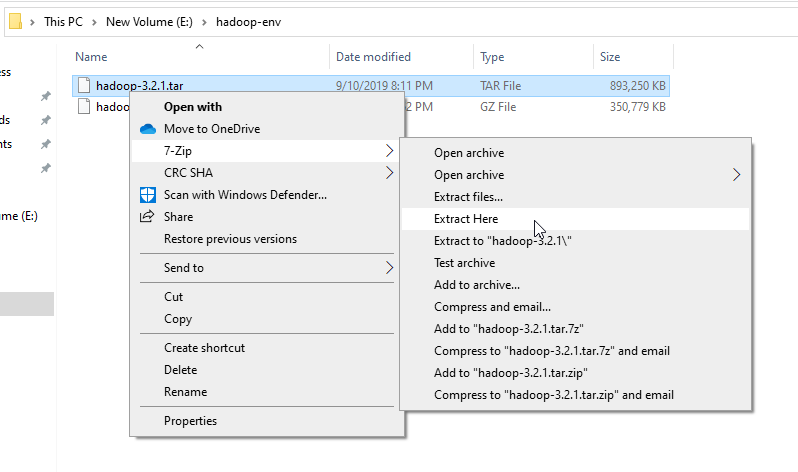 This PC > New Volume (E:) > hadoop-env
Name Date modified Type Size
hadoop-3.2.1.tar 9/10/2019 8:11 PM TAR File 893,250 KB
hadoo 2 PM GZ File 350,779 KB
ess
ds
nts
ume (E:)
Open with
Move to OneDrive
7-Zip
CRC SHA
Scan with Windows Defender...
Share
Restore previous versions
Send to
Cut
Copy
Create shortcut
Delete
Rename
Properties
Open archive
Open archive
Extract files...
Extract Here
Extract to "hadoop-3.2.1\"
Test archive
Add to archive...
Compress and email...
Add to "hadoop-3.2.1.tar.7z"
Compress to "hadoop-3.2.1.tar.7z" and email
Add to "hadoop-3.2.1.tar.zip"
Compress to "hadoop-3.2.1.tar.zip" and email